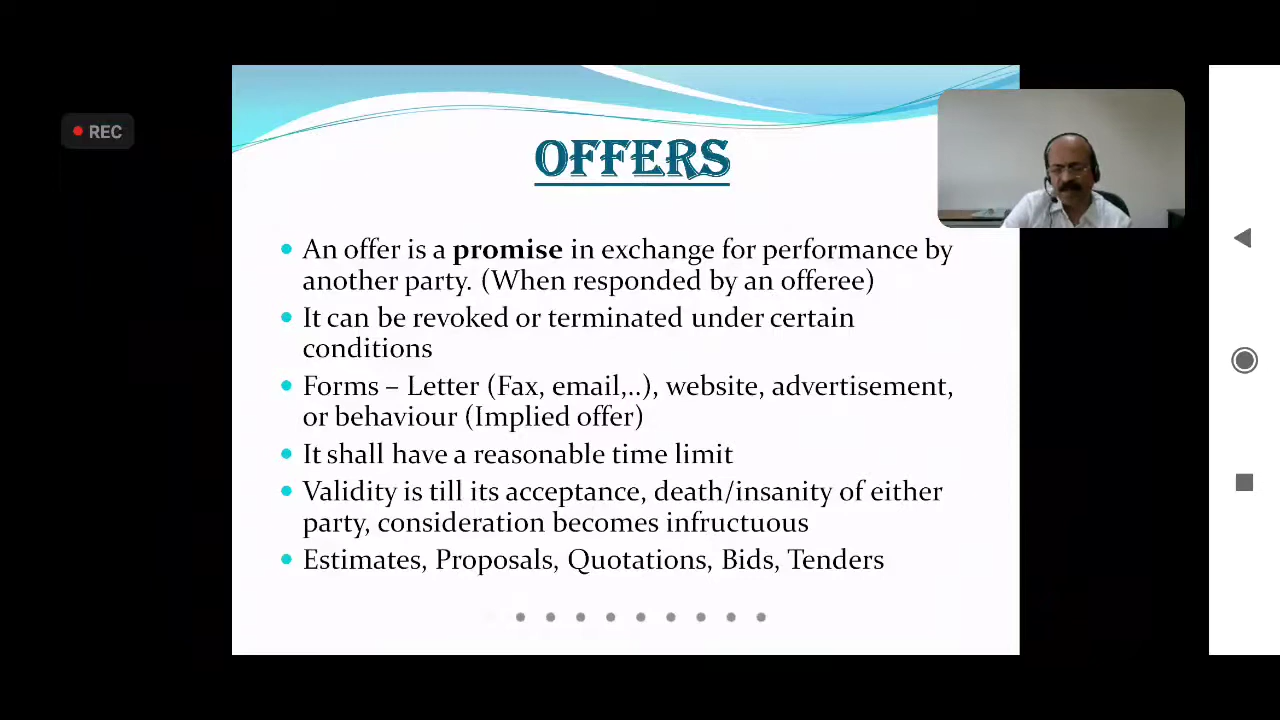 REC
OFFERS
An offer is a promise in exchange for performance by
another party. (When responded by an offeree)
It can be revoked or terminated under certain
conditions
Forms – Letter (Fax, email,..), website, advertisement,
or behaviour (Implied offer)
It shall have a reasonable time limit
Validity is till its acceptance, death/insanity of either
party, consideration becomes infructuous
Estimates, Proposals, Quotations, Bids, Tenders